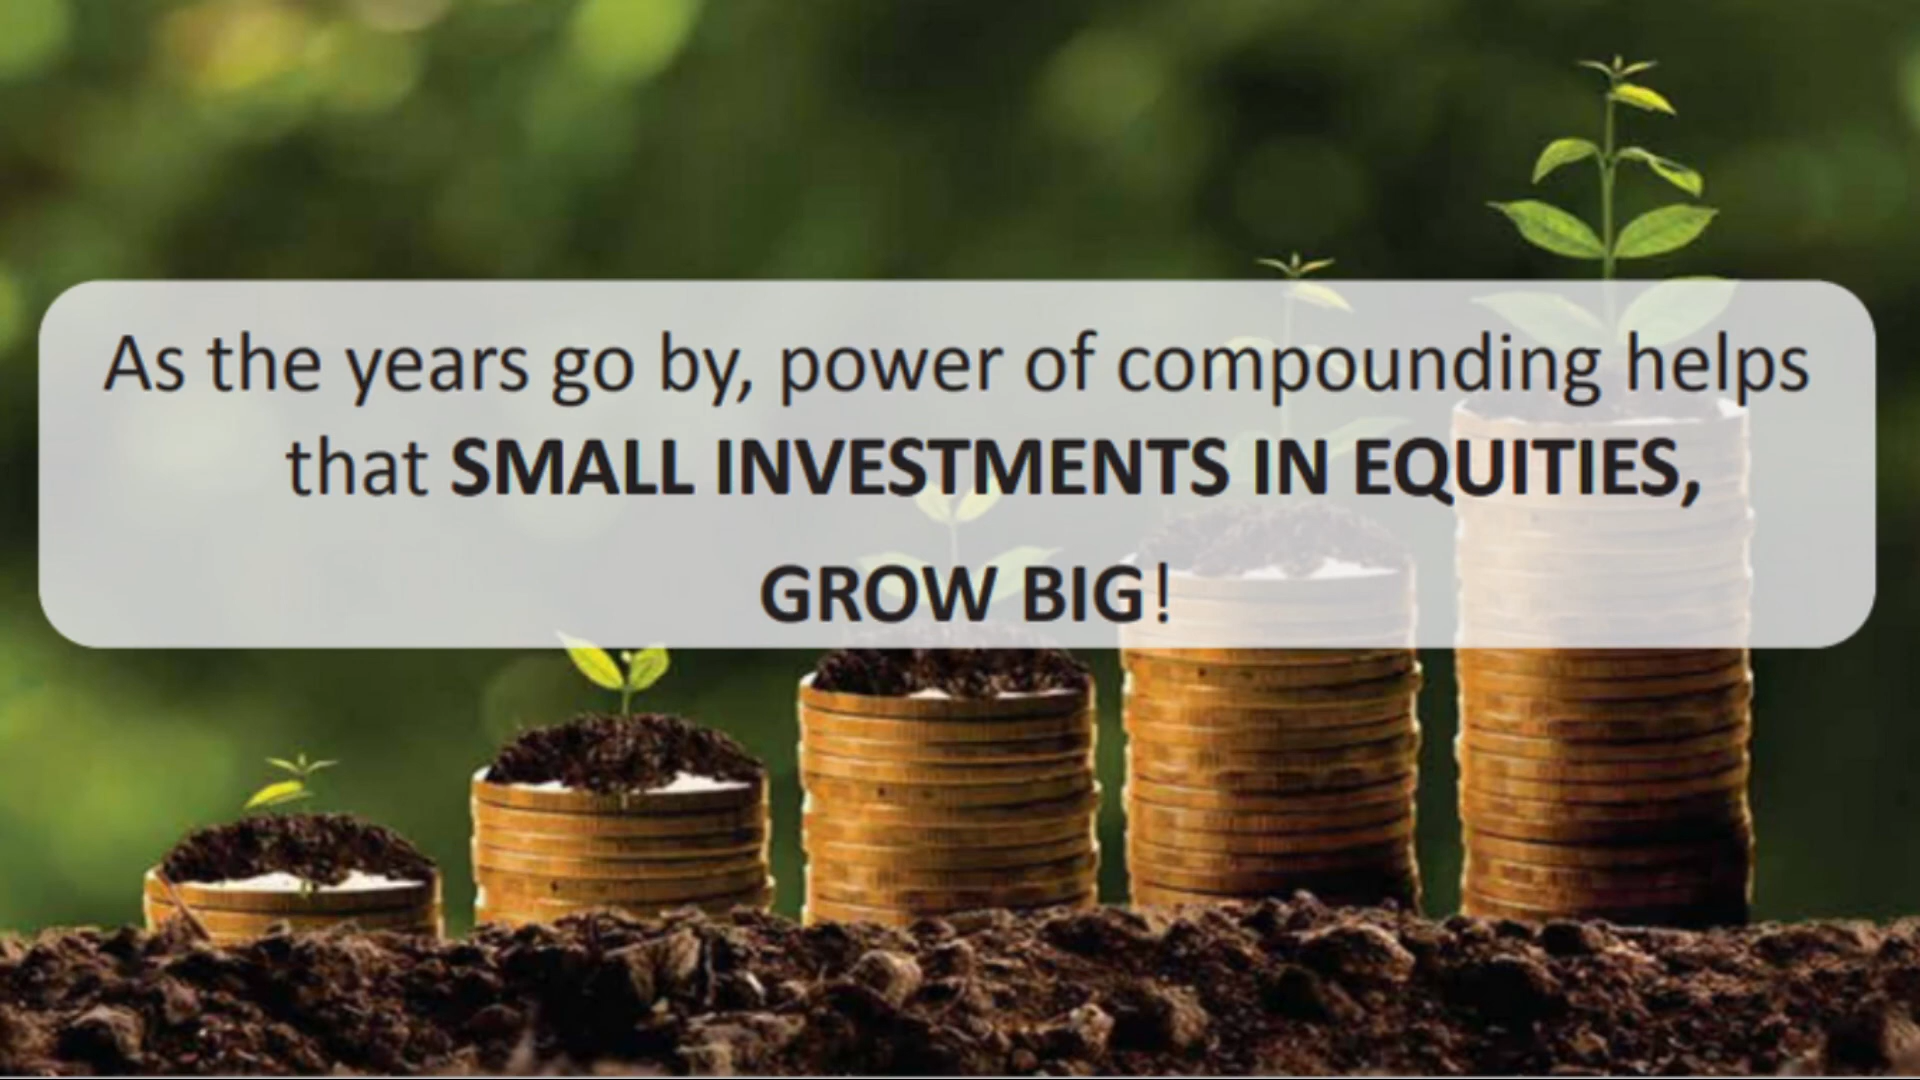 As the years go by, power of compounding helps
that SMALL INVESTMENTS IN EQUITIES,
GROW BIG!